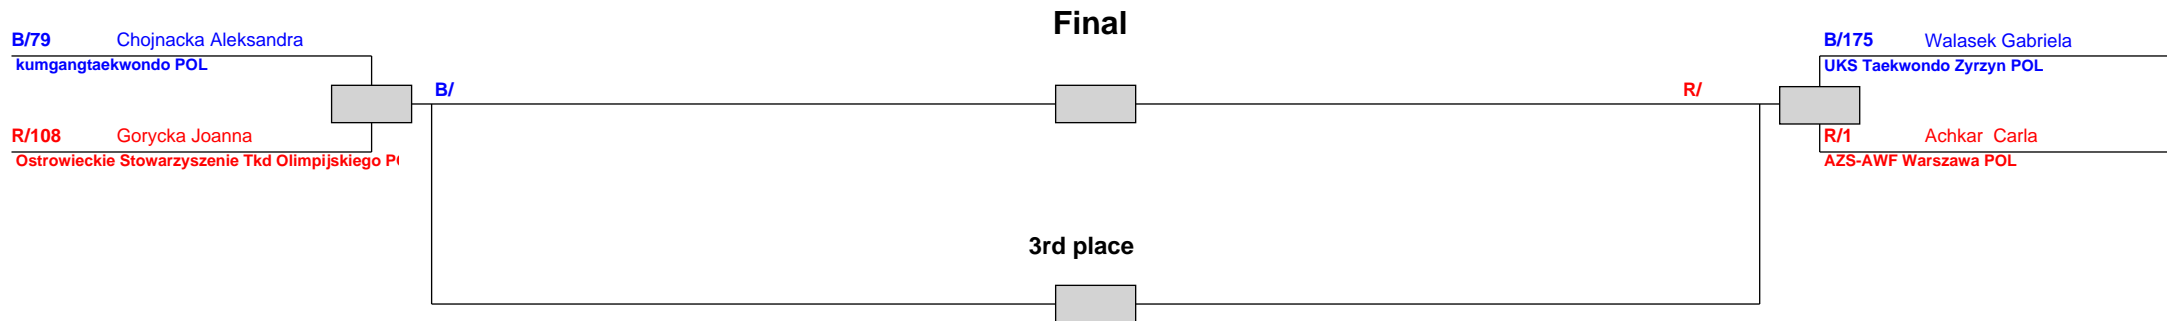 Final
B/79 Chojnacka Aleksandra
kumgangtaekwondo POL
B/175 Walasek Gabriela
UKS Taekwondo Zyrzyn POL
B/
R/
R/108 Gorycka Joanna
Ostrowieckie Stowarzyszenie Tkd Olimpijskiego
R/1 Achkar Carla
AZS-AWF Warszawa POL
3rd place